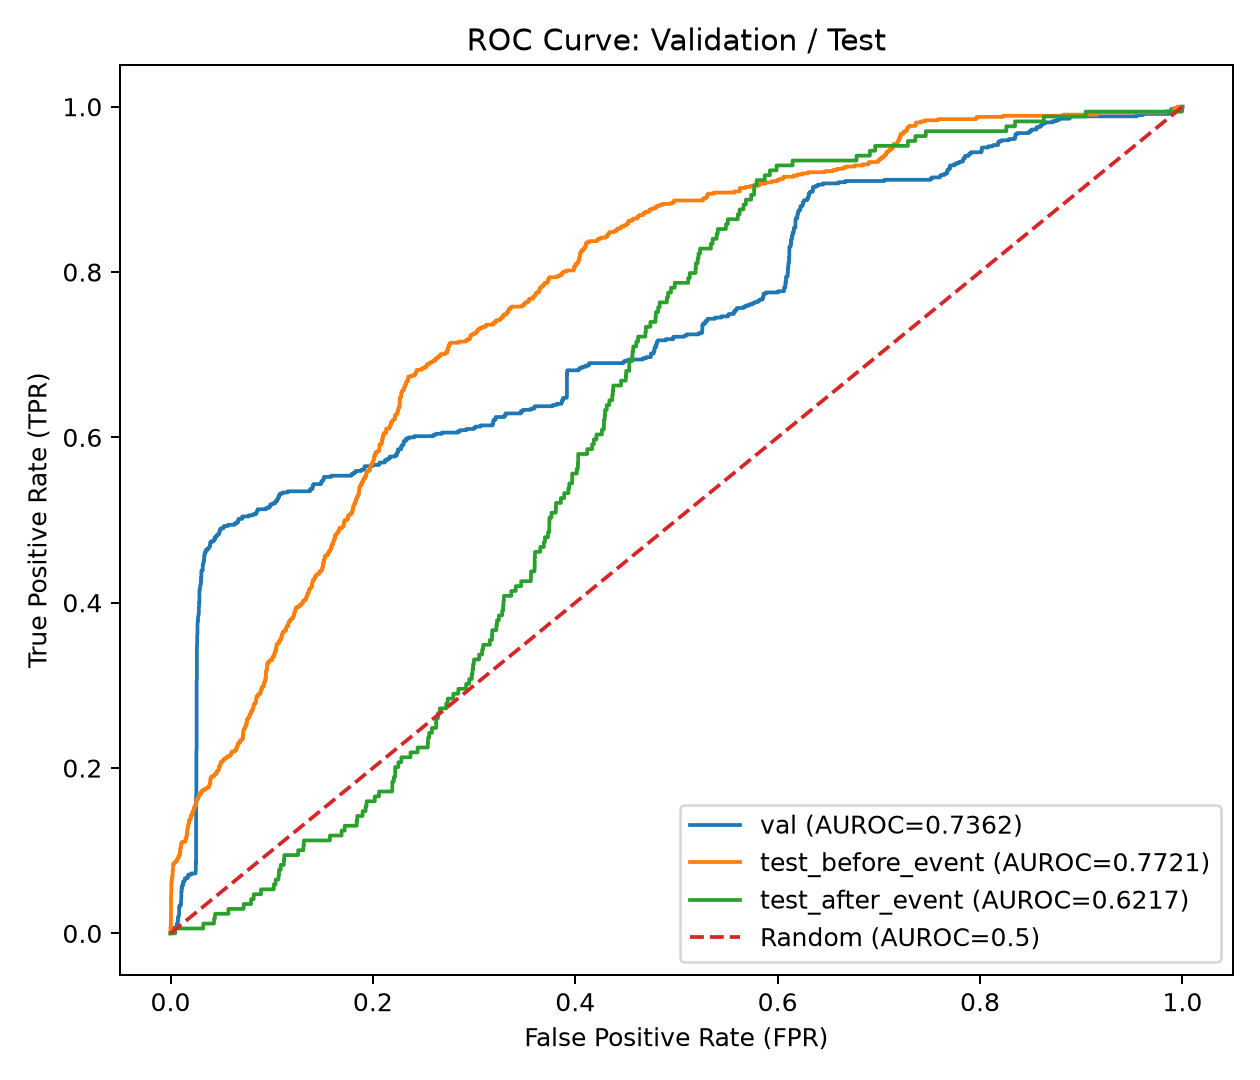 ROC Curve: Validation / Test
True Positive Rate (TPR)
1.0
0.8
0.6
0.4
0.2
0.0
val (AUROC=0.7362)
test_before_event (AUROC=0.7721)
test_after_event (AUROC=0.6217)
Random (AUROC=0.5)
0.0 0.2 0.4 0.6 0.8 1.0
False Positive Rate (FPR)